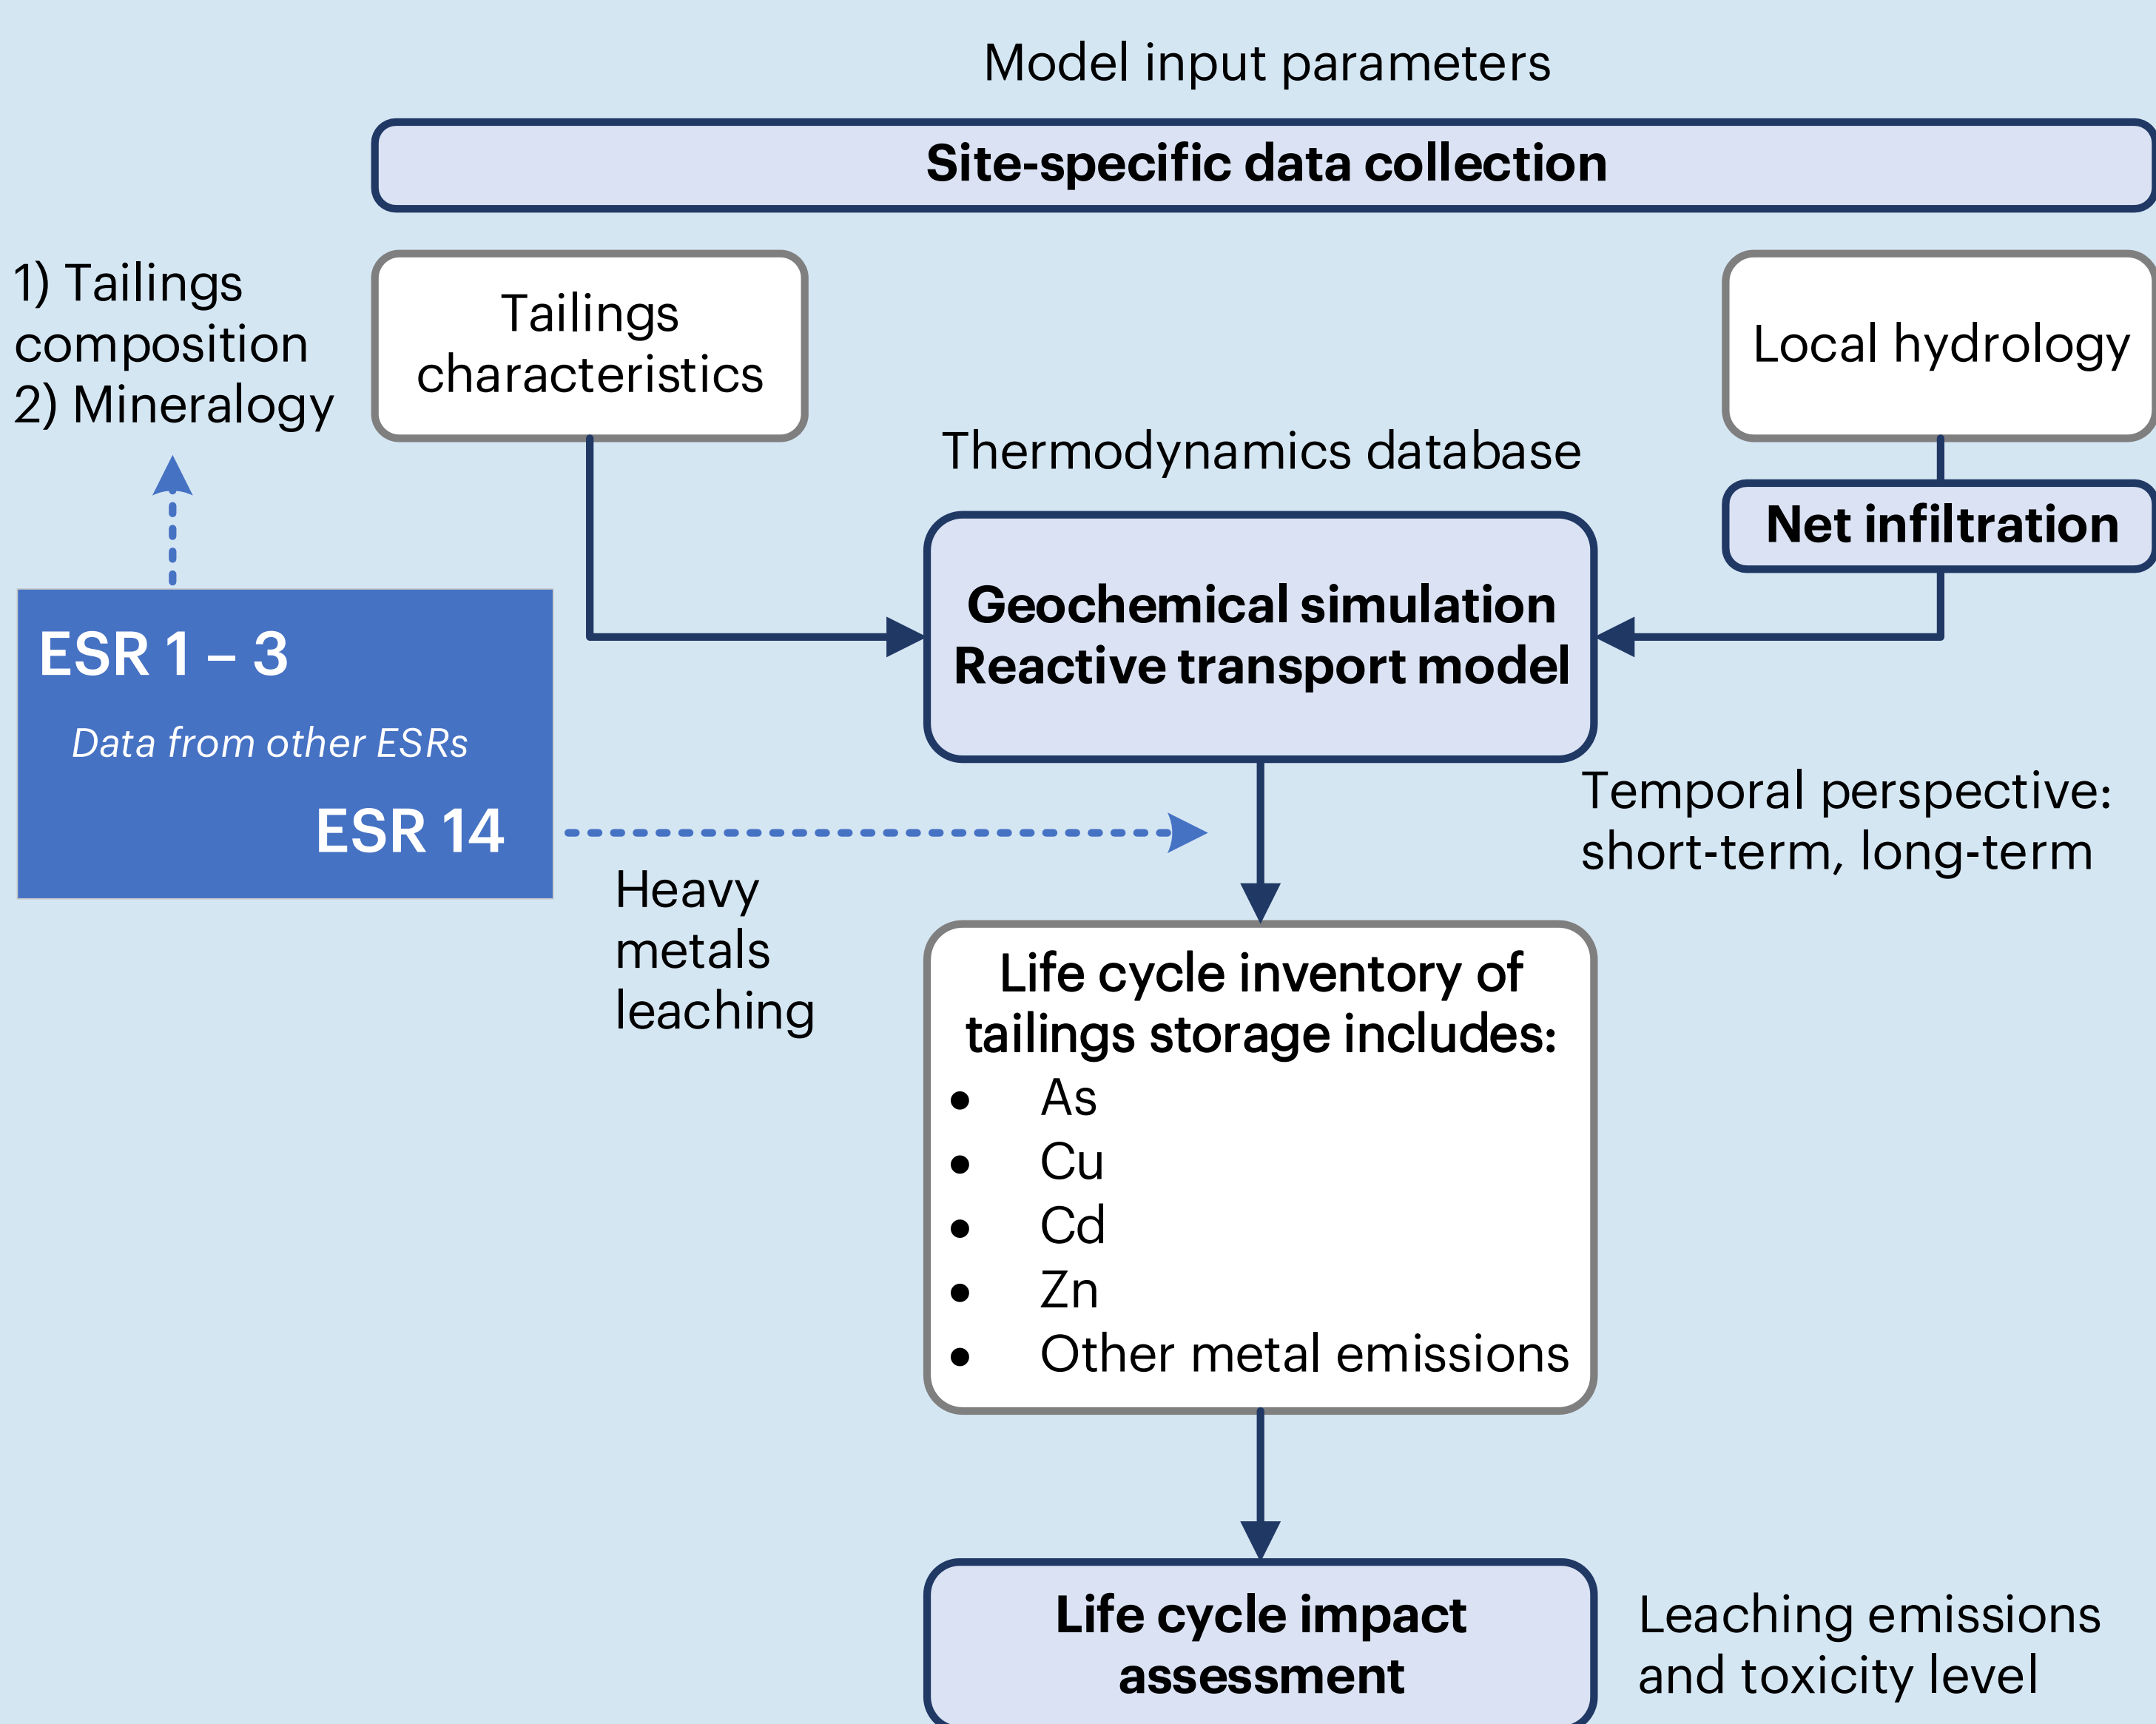 Model input parameters
Site-specific data collection
1) Tailings
composition
2) Mineralogy
Tailings
characteristics
Local hydrology
Thermodynamics database
Net infiltration
Geochemical simulation
Reactive transport model
ESR 1 – 3
Data from other ESRs
ESR 14
Heavy
metals
leaching
Temporal perspective:
short-term, long-term
Life cycle inventory of
tailings storage includes:
• As
• Cu
• Cd
• Zn
• Other metal emissions
Life cycle impact
assessment
Leaching emissions
and toxicity level